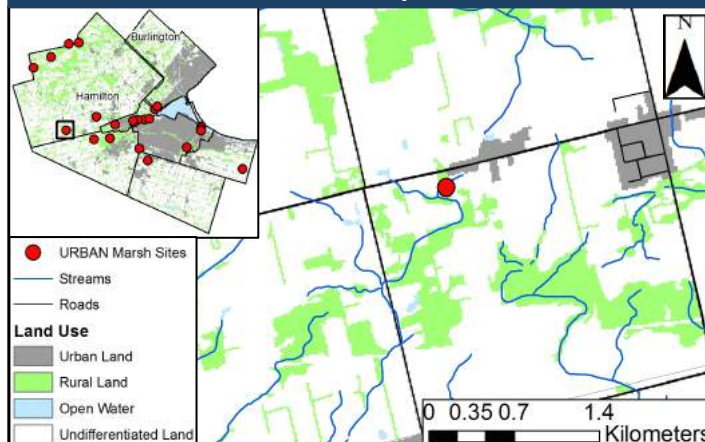 Burlington
Hamilton
N
URBAN Marsh Sites
Streams
Roads
Land Use
Urban Land
Rural Land
Open Water
Undifferentiated Land
0 0.35 0.7 1.4
Kilometers